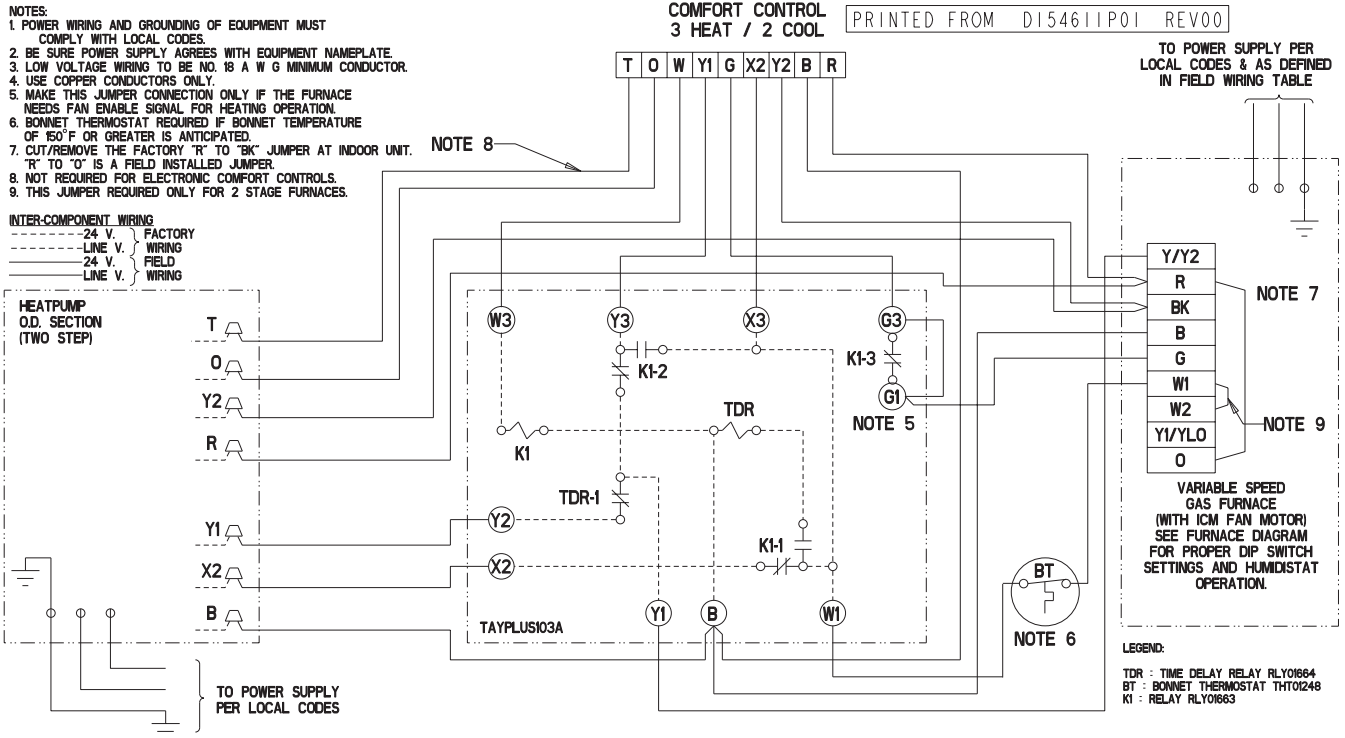 NOTES:
1. POWER WIRING AND GROUNDING OF EQUIPMENT MUST
COMPLY WITH LOCAL CODES.
2. BE SURE POWER SUPPLY AGREES WITH EQUIPMENT NAMEPLATE.
3. LOW VOLTAGE WIRING TO BE NO. 18 A W G MINIMUM CONDUCTOR.
4. USE COPPER CONDUCTORS ONLY.
5. MAKE THIS JUMPER CONNECTION ONLY IF THE FURNACE
NEEDS FAN ENABLE SIGNAL FOR HEATING OPERATION.
6. BONNET THERMOSTAT REQUIRED IF BONNET TEMPERATURE
OF 150°F OR GREATER IS ANTICIPATED.
7. CUT/REMOVE THE FACTORY "R" TO "BK" JUMPER AT INDOOR UNIT.
"R" TO "O" IS A FIELD INSTALLED JUMPER.
8. NOT REQUIRED FOR ELECTRONIC COMFORT CONTROLS.
9. THIS JUMPER REQUIRED ONLY FOR 2 STAGE FURNACES.
INTER-COMPONENT WIRING
24 V. FACTORY
LINE V. WIRING
24 V. FIELD
LINE V. WIRING
COMFORT CONTROL
3 HEAT / 2 COOL
PRINTED FROM D154611P01 REV00
T O W Y1 G X2 Y2 B R
NOTE 8
TO POWER SUPPLY PER
LOCAL CODES & AS DEFINED
IN FIELD WIRING TABLE
HEATPUMP
O.D. SECTION
(TWO STEP)
T
O
Y2
R
Y1
X2
B
TO POWER SUPPLY
PER LOCAL CODES
W3
Y3
X3
G3
K1-2
K1-3
G1
NOTE 5
K1
TDR
TDR-1
Y2
X2
K1-1
Y1
B
W1
TAYPLUS103A
BT
NOTE 6
Y/Y2
R
BK
B
G
W1
W2
Y1/YLO
O
NOTE 7
NOTE 9
VARIABLE SPEED
GAS FURNACE
(WITH ICM FAN MOTOR)
SEE FURNACE DIAGRAM
FOR PROPER DIP SWITCH
SETTINGS AND HUMIDISTAT
OPERATION.
LEGEND:
TDR : TIME DELAY RELAY RLY01664
BT : BONNET THERMOSTAT THT01248
K1 : RELAY RLY01663